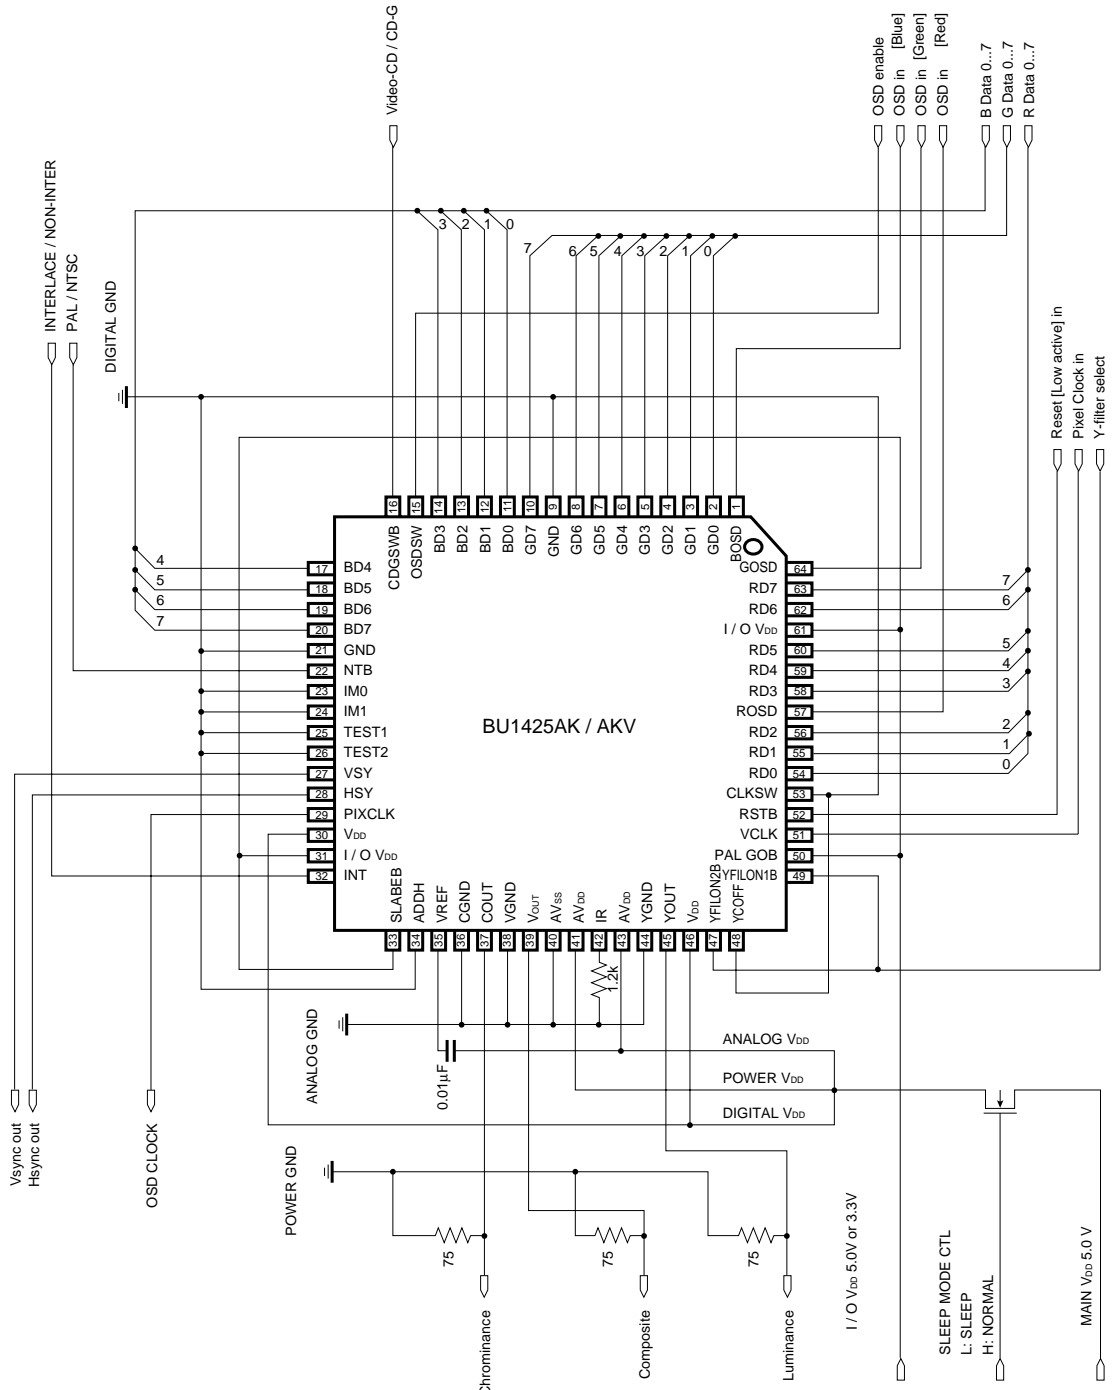 Video-CD / CD-G
OSD enable
OSD in [Blue]
OSD in [Green]
OSD in [Red]
B Data 0...7
G Data 0...7
R Data 0...7
INTERLACE / NON-INTER
PAL / NTSC
DIGITAL GND
3
2
1
0
7
6
5
4
3
2
1
0
Reset [Low active] in
Pixel Clock in
Y-filter select
16
15
14
13
12
11
10
9
8
7
6
5
4
3
2
1
CDGSWB
OSDSW
BD3
BD2
BD1
BD0
GD7
GND
GD6
GD5
GD4
GD3
GD2
GD1
GD0
BOSD
4
5
6
7
17 BD4
18 BD5
19 BD6
20 BD7
21 GND
22 NTB
23 IM0
24 IM1
25 TEST1
26 TEST2
27 VSY
28 HSY
29 PIXCLK
30 VDD
31 I / O VDD
32 INT
BU1425AK / AKV
GOSD 64
RD7 63 7
RD6 62 6
I / O VDD 61
RD5 60 5
RD4 59 4
RD3 58 3
ROSD 57
RD2 56 2
RD1 55 1
RD0 54 0
CLKSW 53
RSTB 52
VCLK 51
PAL GOB 50
YFILON1B 49
SLABEB
ADDH
VREF
CGND
COUT
VGND
VOUT
AVSS
AVDD
IR
AVDD
YGND
YOUT
VDD
YFILON2B
YCOFF
33
34
35
36
37
38
39
40
41
42
43
44
45
46
47
48
1.2k
ANALOG GND
0.01µF
ANALOG VDD
POWER VDD
DIGITAL VDD
Vsync out
Hsync out
OSD CLOCK
POWER GND
75
75
75
Chrominance
Composite
Luminance
I / O VDD 5.0V or 3.3V
SLEEP MODE CTL
L: SLEEP
H: NORMAL
MAIN VDD 5.0 V